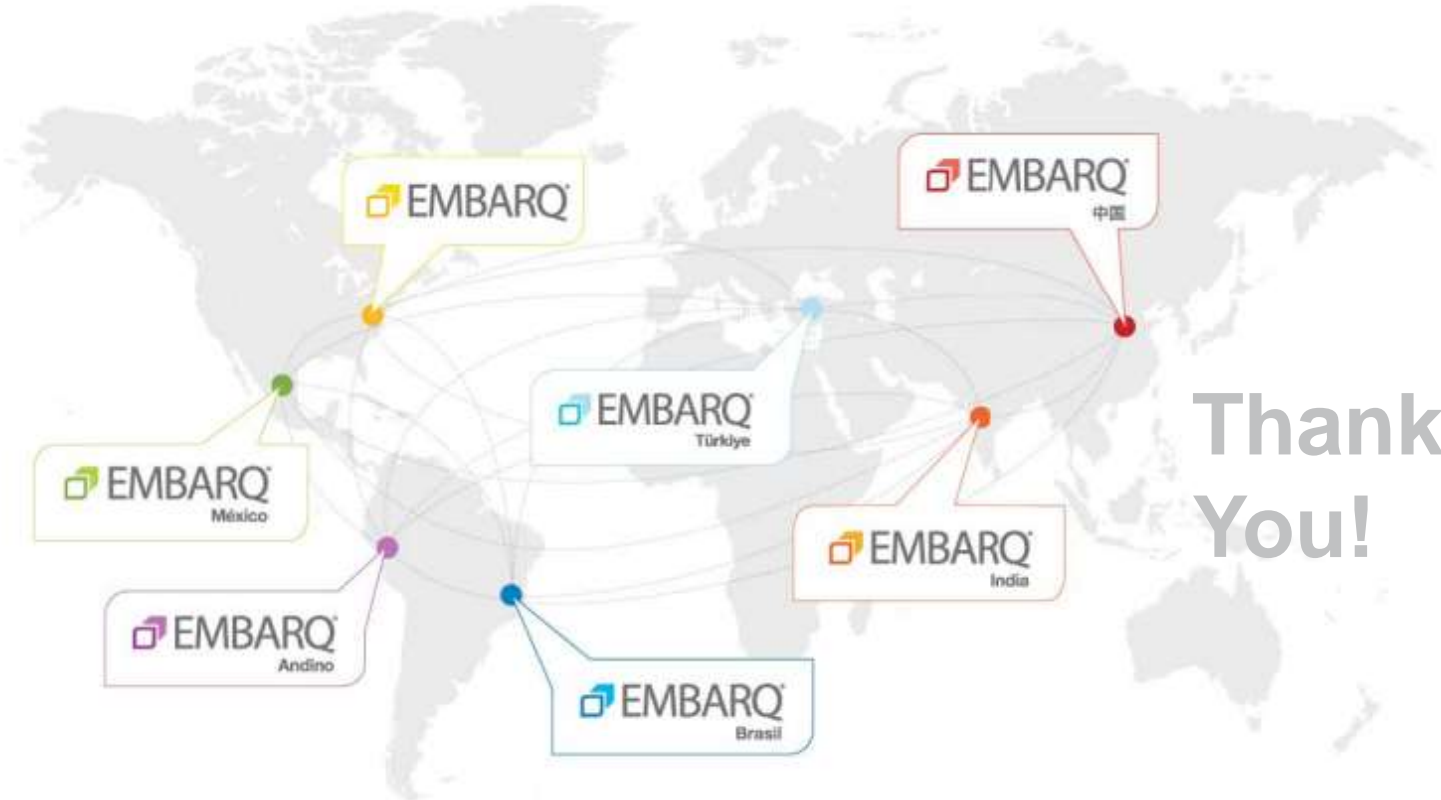 EMBARQ
EMBARQ
中国
EMBARQ
Türkiye
Thank
You!
EMBARQ
México
EMBARQ
India
EMBARQ
Andino
EMBARQ
Brasil